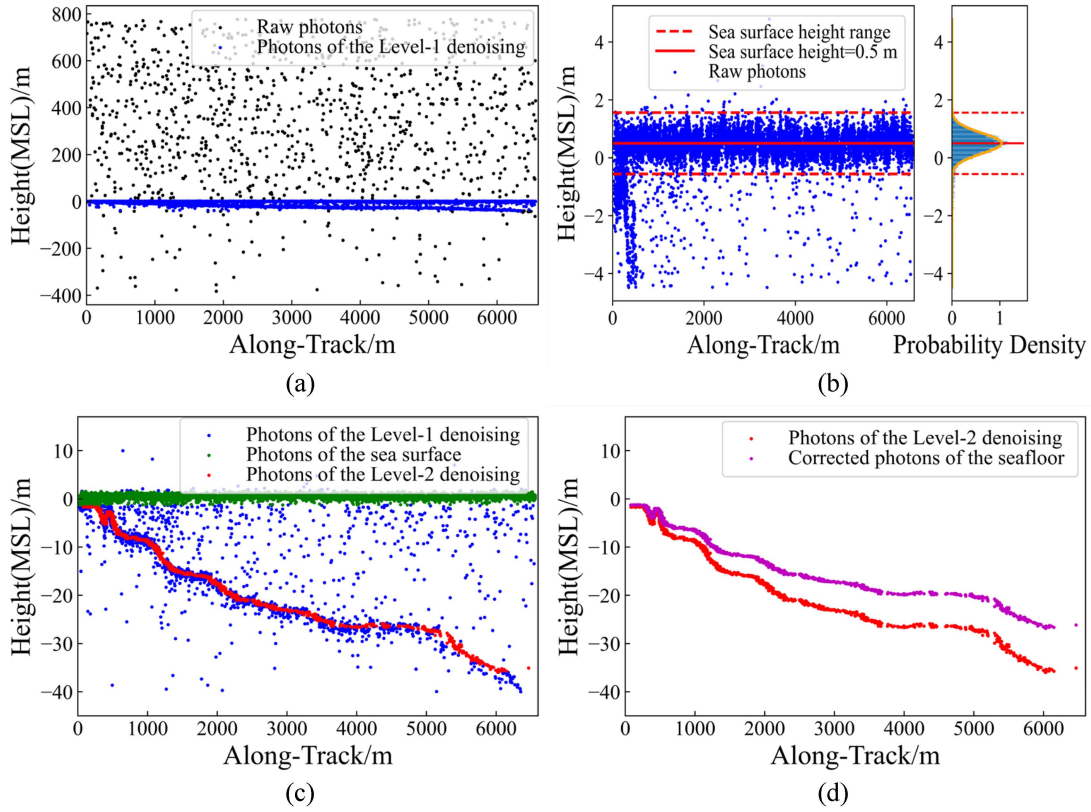 800
600
400
200
0
−200
−400
Height(MSL)/m
Raw photons
Photons of the Level-1 denoising
0
1000
2000
3000
4000
5000
6000
Along-Track/m
(a)
4
2
0
−2
−4
Height(MSL)/m
Sea surface height range
Sea surface height=0.5 m
Raw photons
0
2000
4000
6000
Along-Track/m
4
2
0
−2
−4
0
1
Probability Density
(b)
10
0
−10
−20
−30
−40
Height(MSL)/m
Photons of the Level-1 denoising
Photons of the sea surface
Photons of the Level-2 denoising
0
1000
2000
3000
4000
5000
6000
Along-Track/m
(c)
10
0
−10
−20
−30
−40
Height(MSL)/m
Photons of the Level-2 denoising
Corrected photons of the seafloor
0
1000
2000
3000
4000
5000
6000
Along-Track/m
(d)